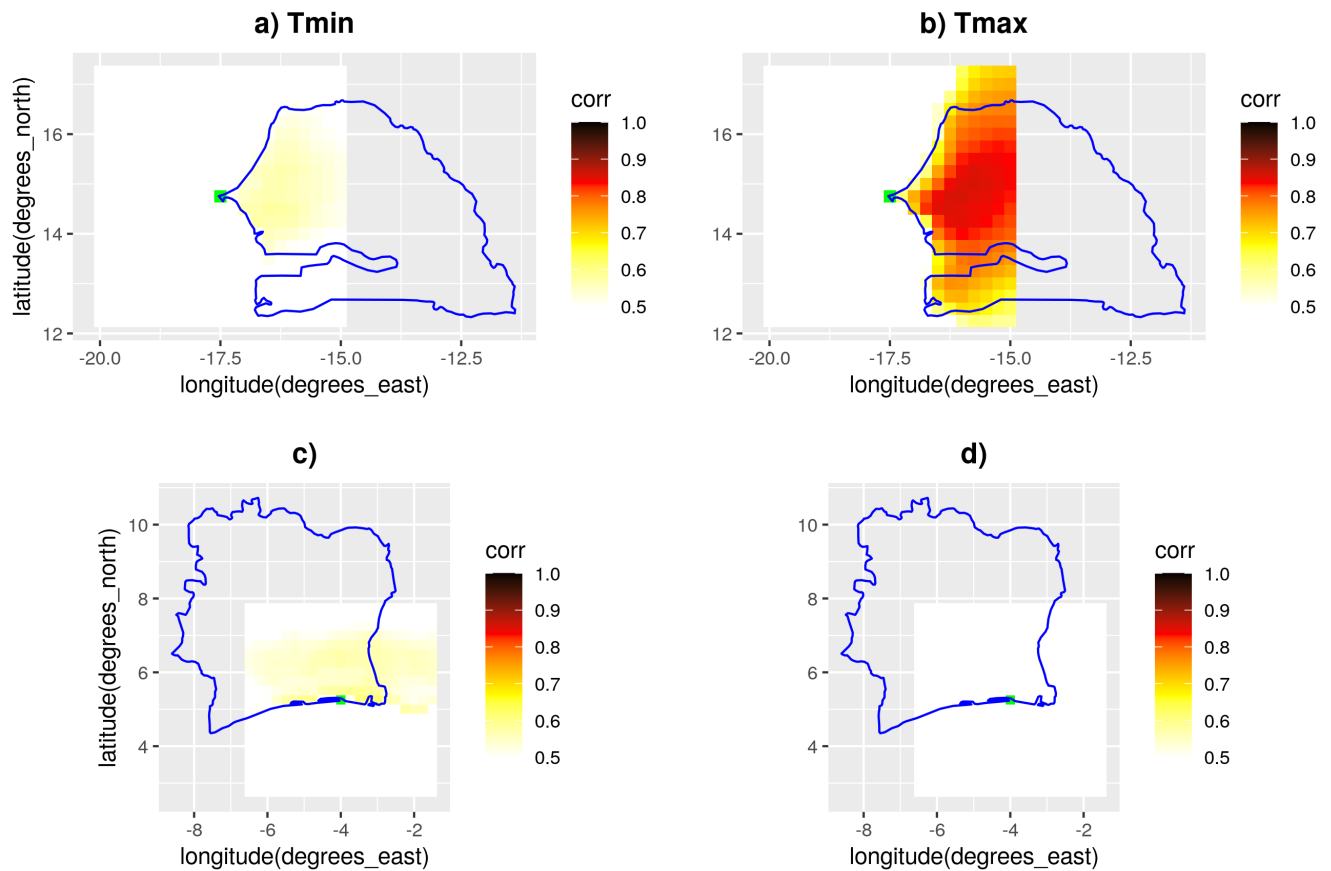 a) Tmin
latitude(degrees_north)
16
14
12
-20.0 -17.5 -15.0 -12.5
longitude(degrees_east)
corr
1.0
0.9
0.8
0.7
0.6
0.5
b) Tmax
16
14
12
-20.0 -17.5 -15.0 -12.5
longitude(degrees_east)
corr
1.0
0.9
0.8
0.7
0.6
0.5
c)
latitude(degrees_north)
10
8
6
4
-8 -6 -4 -2
longitude(degrees_east)
corr
1.0
0.9
0.8
0.7
0.6
0.5
d)
10
8
6
4
-8 -6 -4 -2
longitude(degrees_east)
corr
1.0
0.9
0.8
0.7
0.6
0.5